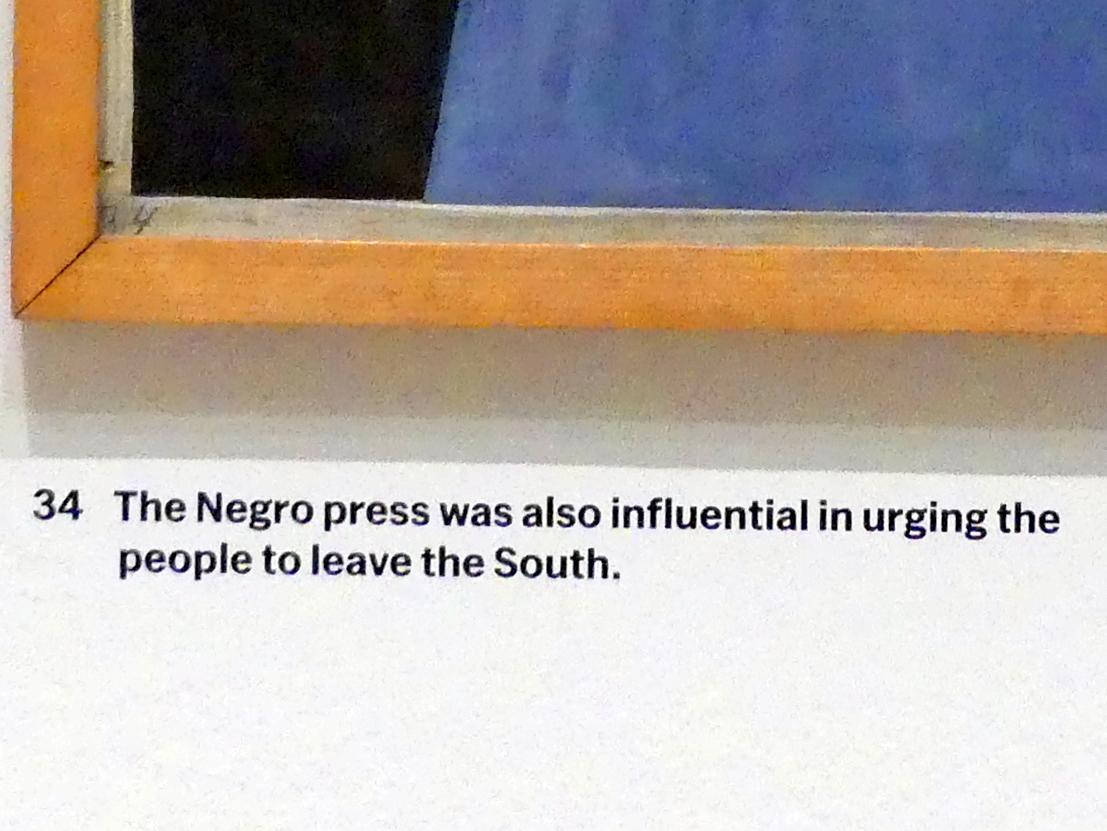 34 The Negro press was also influential in urging the
people to leave the South.